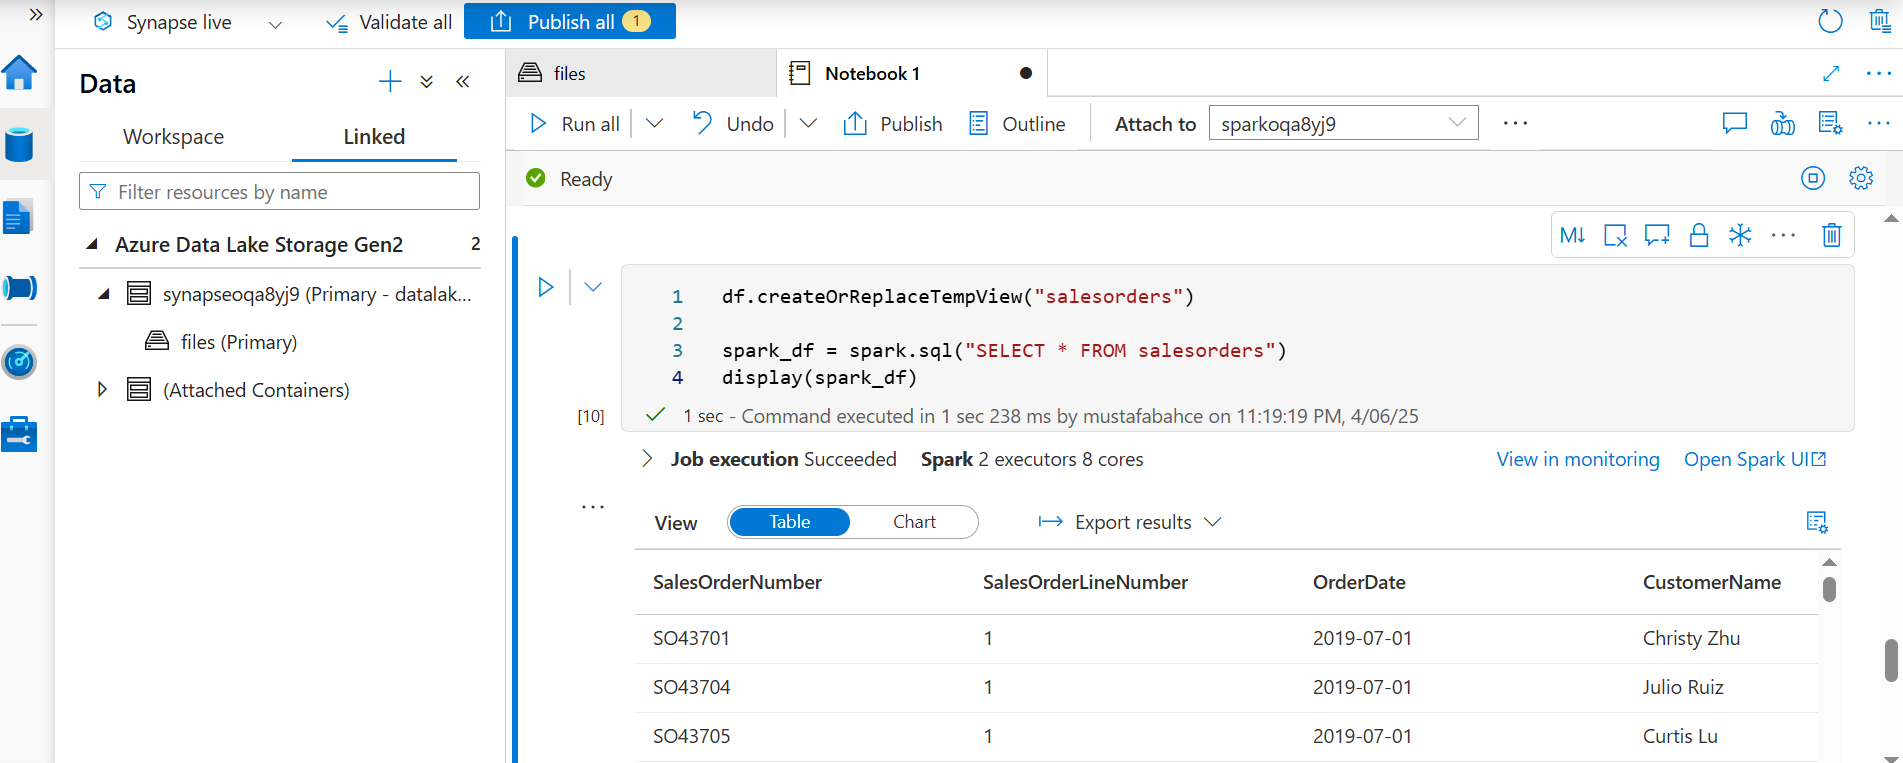 Synapse live
Validate all
Publish all 1
Data
Workspace
Linked
Filter resources by name
Azure Data Lake Storage Gen2 2
synapseoqa8yj9 (Primary - datalak...
files (Primary)
(Attached Containers)
files
Notebook 1
Run all
Undo
Publish
Outline
Attach to
sparkoqa8yj9
Ready
M↓
1 df.createOrReplaceTempView("salesorders")
2
3 spark_df = spark.sql("SELECT * FROM salesorders")
4 display(spark_df)
[10] 1 sec - Command executed in 1 sec 238 ms by mustafabahce on 11:19:19 PM, 4/06/25
Job execution Succeeded Spark 2 executors 8 cores
View in monitoring
Open Spark UI
View
Table
Chart
Export results
SalesOrderNumber SalesOrderLineNumber OrderDate CustomerName
SO43701 1 2019-07-01 Christy Zhu
SO43704 1 2019-07-01 Julio Ruiz
SO43705 1 2019-07-01 Curtis Lu